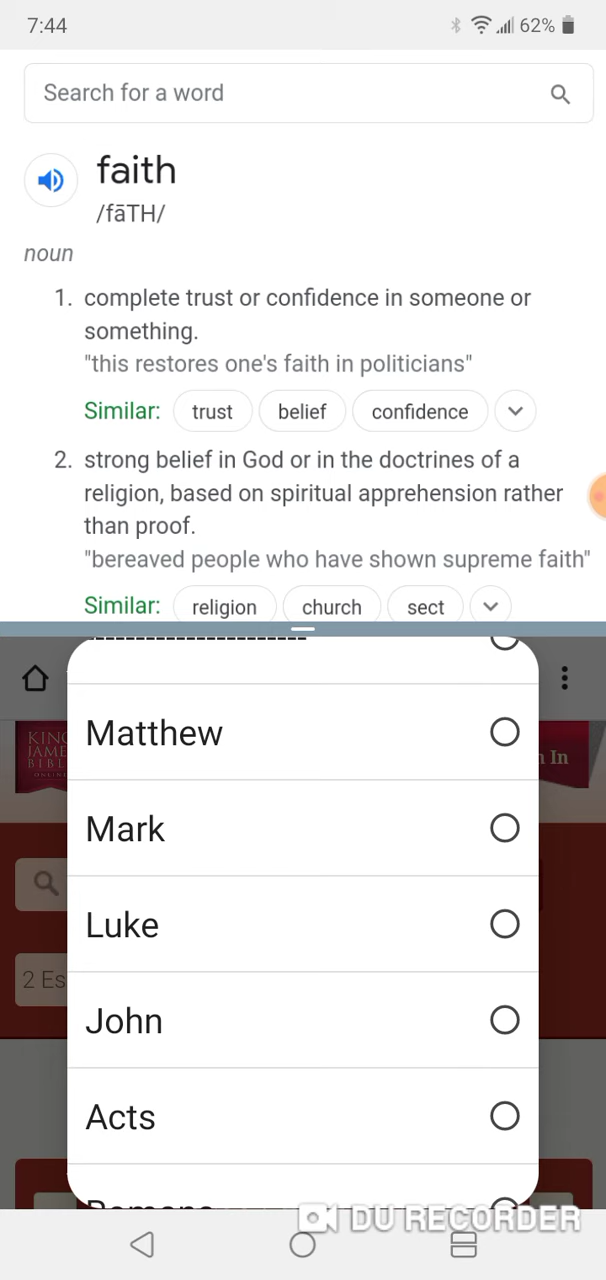 7:44
62%
Search for a word
faith
/fāTH/
noun
1. complete trust or confidence in someone or
something.
"this restores one's faith in politicians"
Similar: trust belief confidence
2. strong belief in God or in the doctrines of a
religion, based on spiritual apprehension rather
than proof.
"bereaved people who have shown supreme faith"
Similar: religion church sect
KING
JAME
BIBL
ONLINE
In
Matthew
Mark
Luke
2 Es
John
Acts
Romans
DU RECORDER